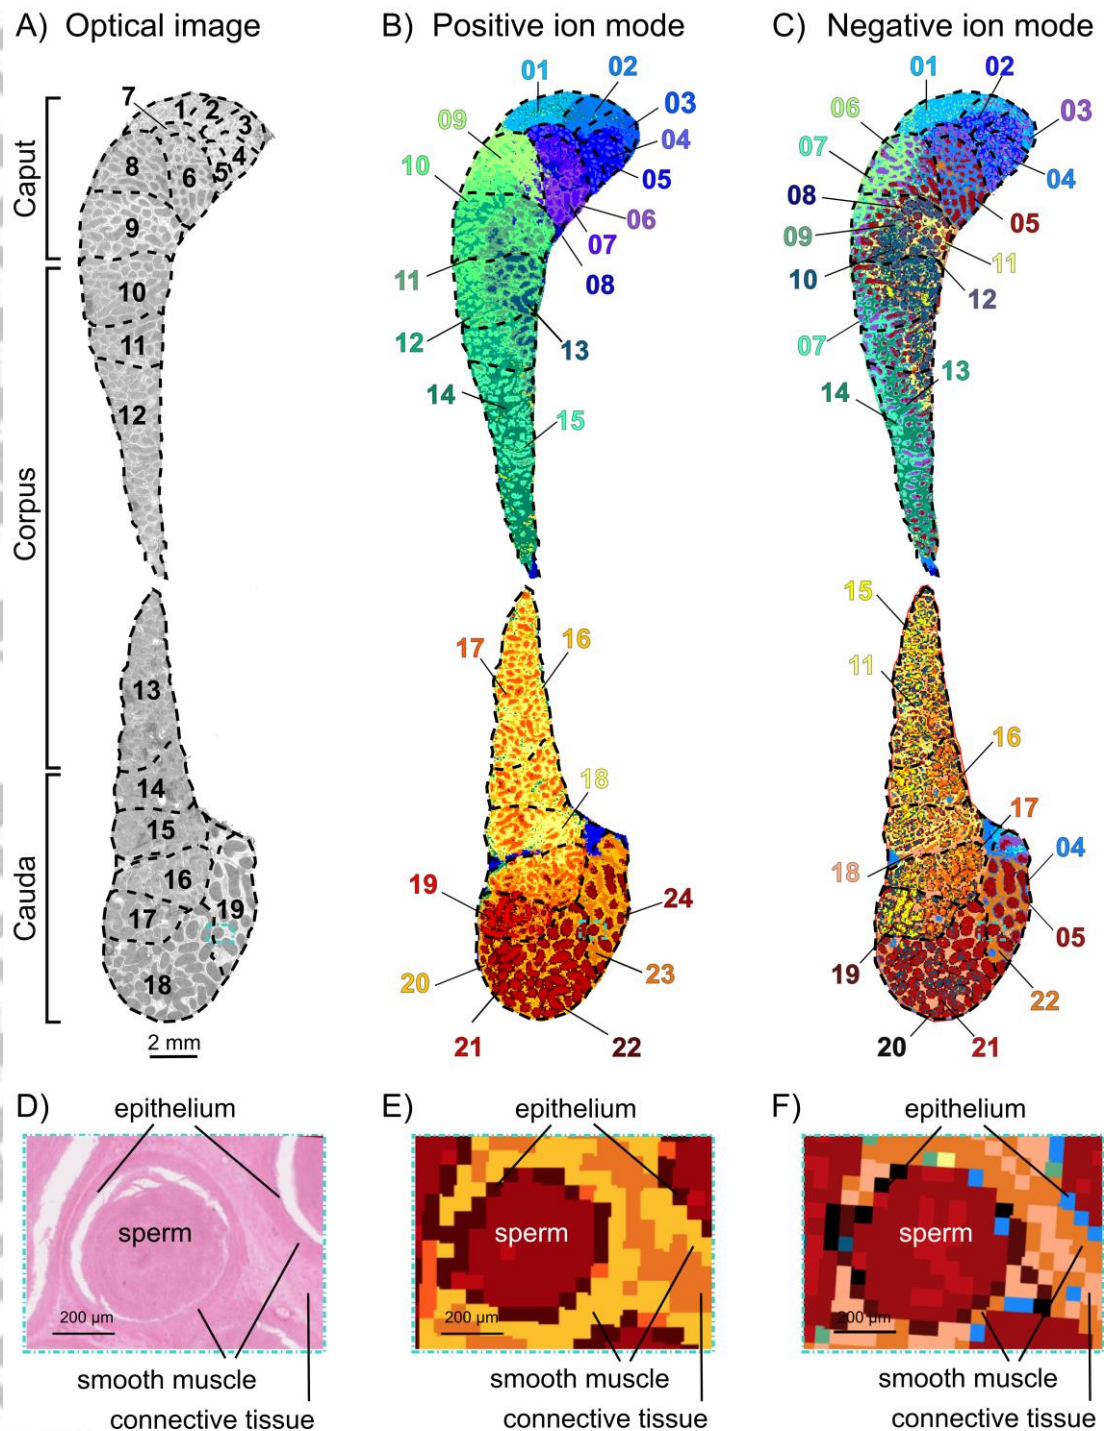 A) Optical image
B) Positive ion mode
C) Negative ion mode
Caput
Corpus
Cauda
7
1
2
3
4
5
6
8
9
10
11
12
13
14
15
16
17
18
19
2 mm
01
02
03
04
05
06
07
08
09
10
11
12
13
14
15
16
17
18
19
20
21
22
23
24
01
02
03
04
05
06
07
08
09
10
11
12
07
13
14
15
11
16
17
18
04
05
19
20
21
22
D)
epithelium
sperm
200 µm
smooth muscle
connective tissue
E)
epithelium
sperm
200 µm
smooth muscle
connective tissue
F)
epithelium
sperm
200 µm
smooth muscle
connective tissue